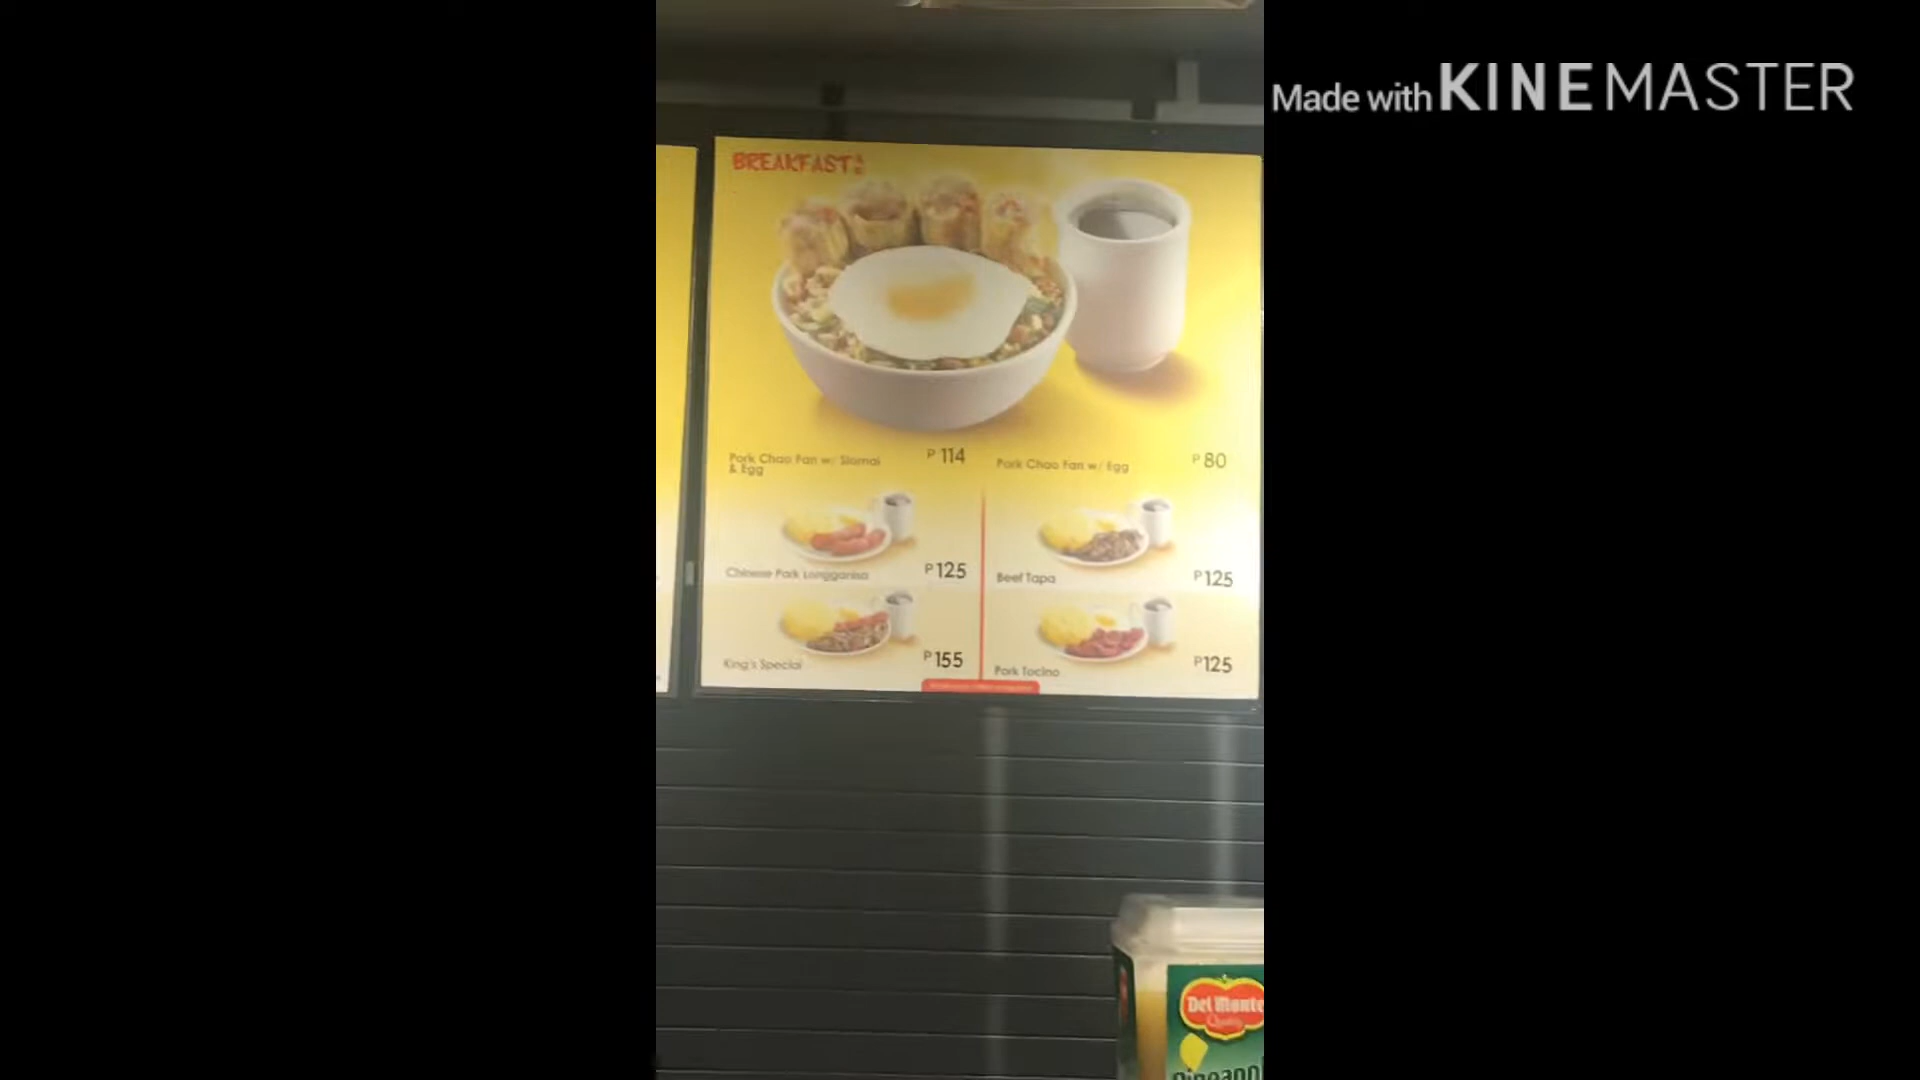 Made with KINEMASTER
BREAKFAST
Pork Chao Fan w/ Siomai
& Egg
P 114
Pork Chao Fan w/ Egg
P 80
Chinese Pork Longganisa
P 125
Beef Tapa
P 125
King's Special
P 155
Pork Tocino
P 125
Del Monte
Quality